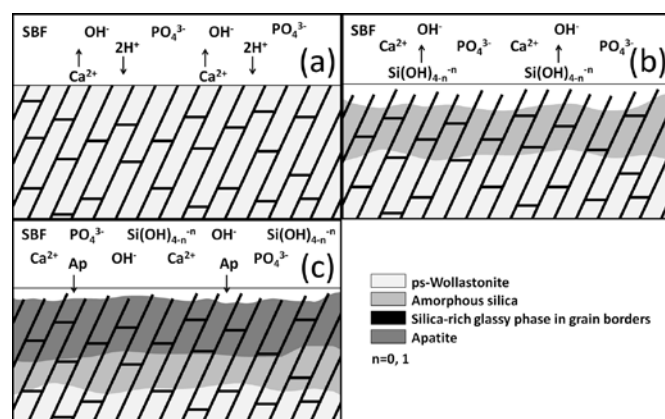 SBF OH⁻ PO₄³⁻ OH⁻ PO₄³⁻
2H⁺ 2H⁺
Ca²⁺ Ca²⁺
(a)
SBF OH⁻ OH⁻
Ca²⁺ PO₄³⁻ Ca²⁺ PO₄³⁻
Si(OH)₄₋ₙ⁻ⁿ Si(OH)₄₋ₙ⁻ⁿ
(b)
SBF PO₄³⁻ Si(OH)₄₋ₙ⁻ⁿ OH⁻ Si(OH)₄₋ₙ⁻ⁿ
Ca²⁺ Ap OH⁻ Ca²⁺ Ap PO₄³⁻
(c)
ps-Wollastonite
Amorphous silica
Silica-rich glassy phase in grain borders
Apatite
n=0, 1